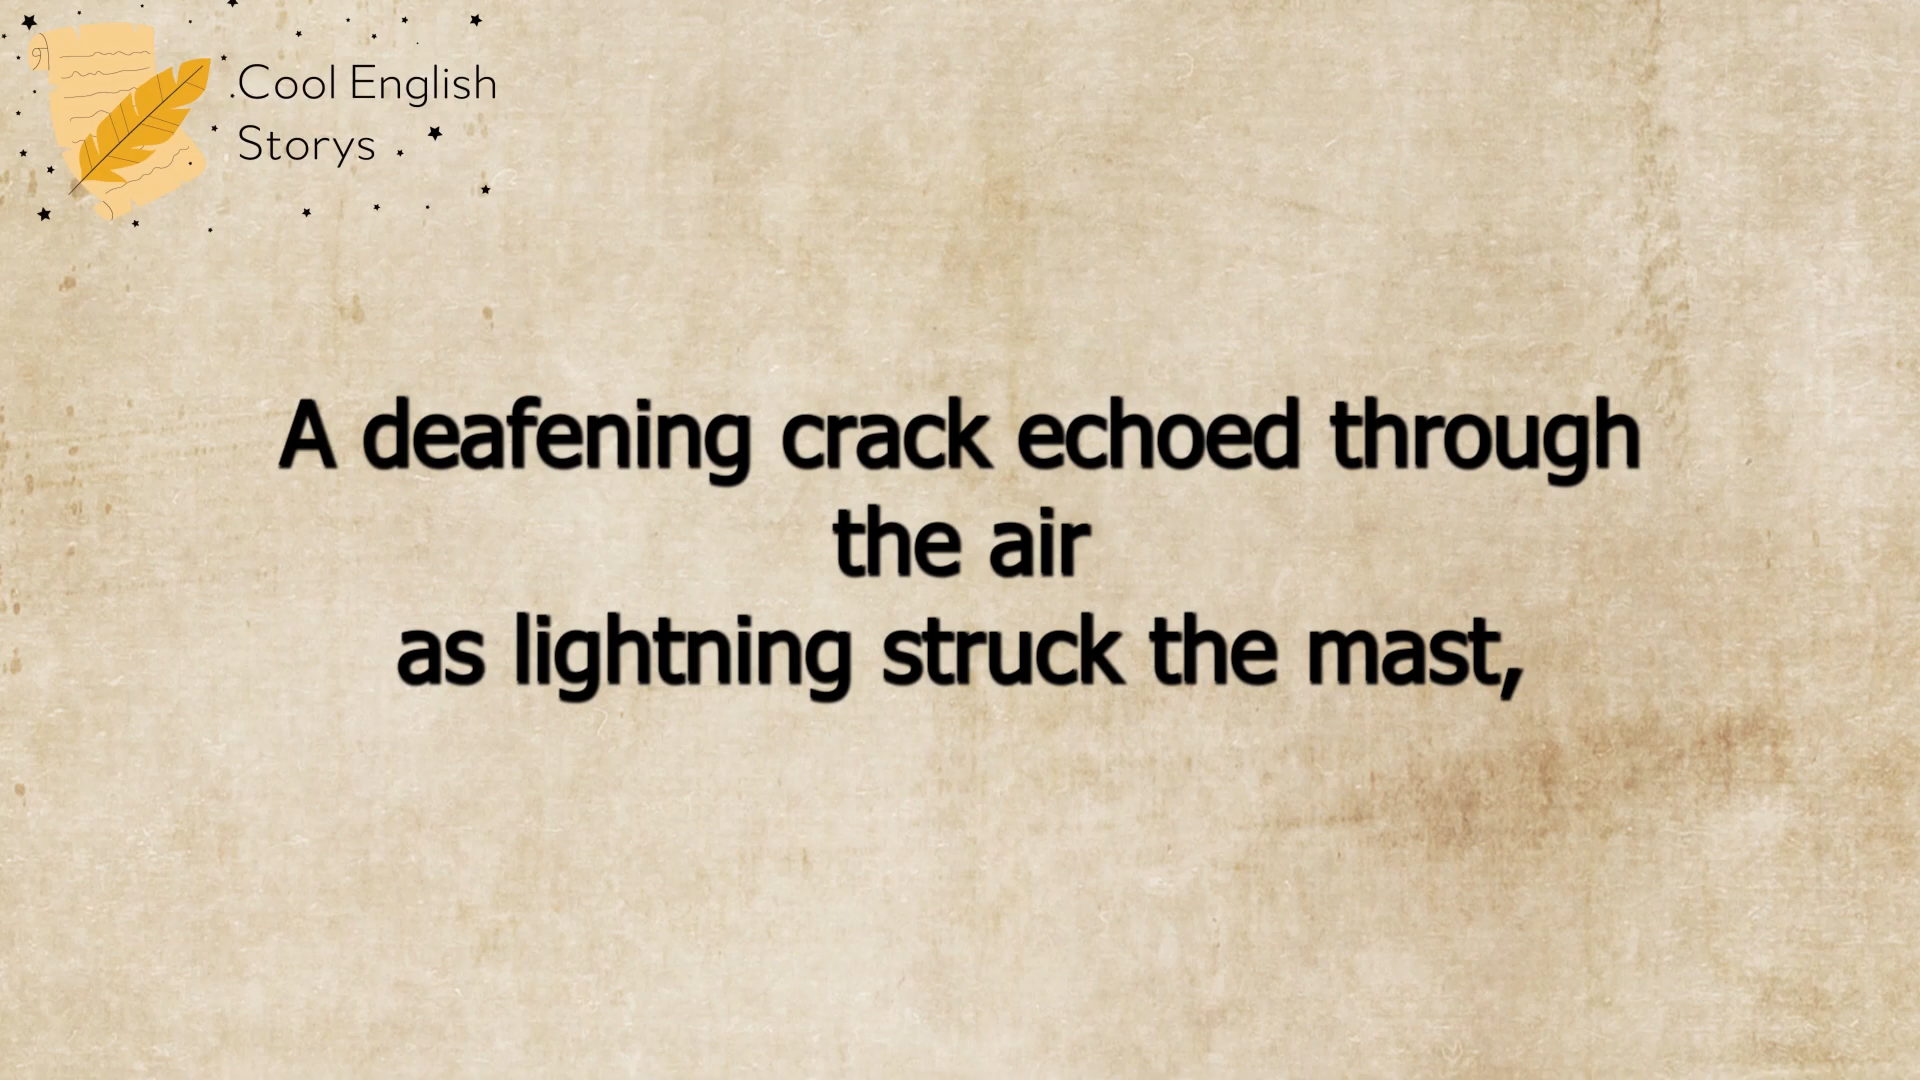 .Cool English
Storys
A deafening crack echoed through
the air
as lightning struck the mast,